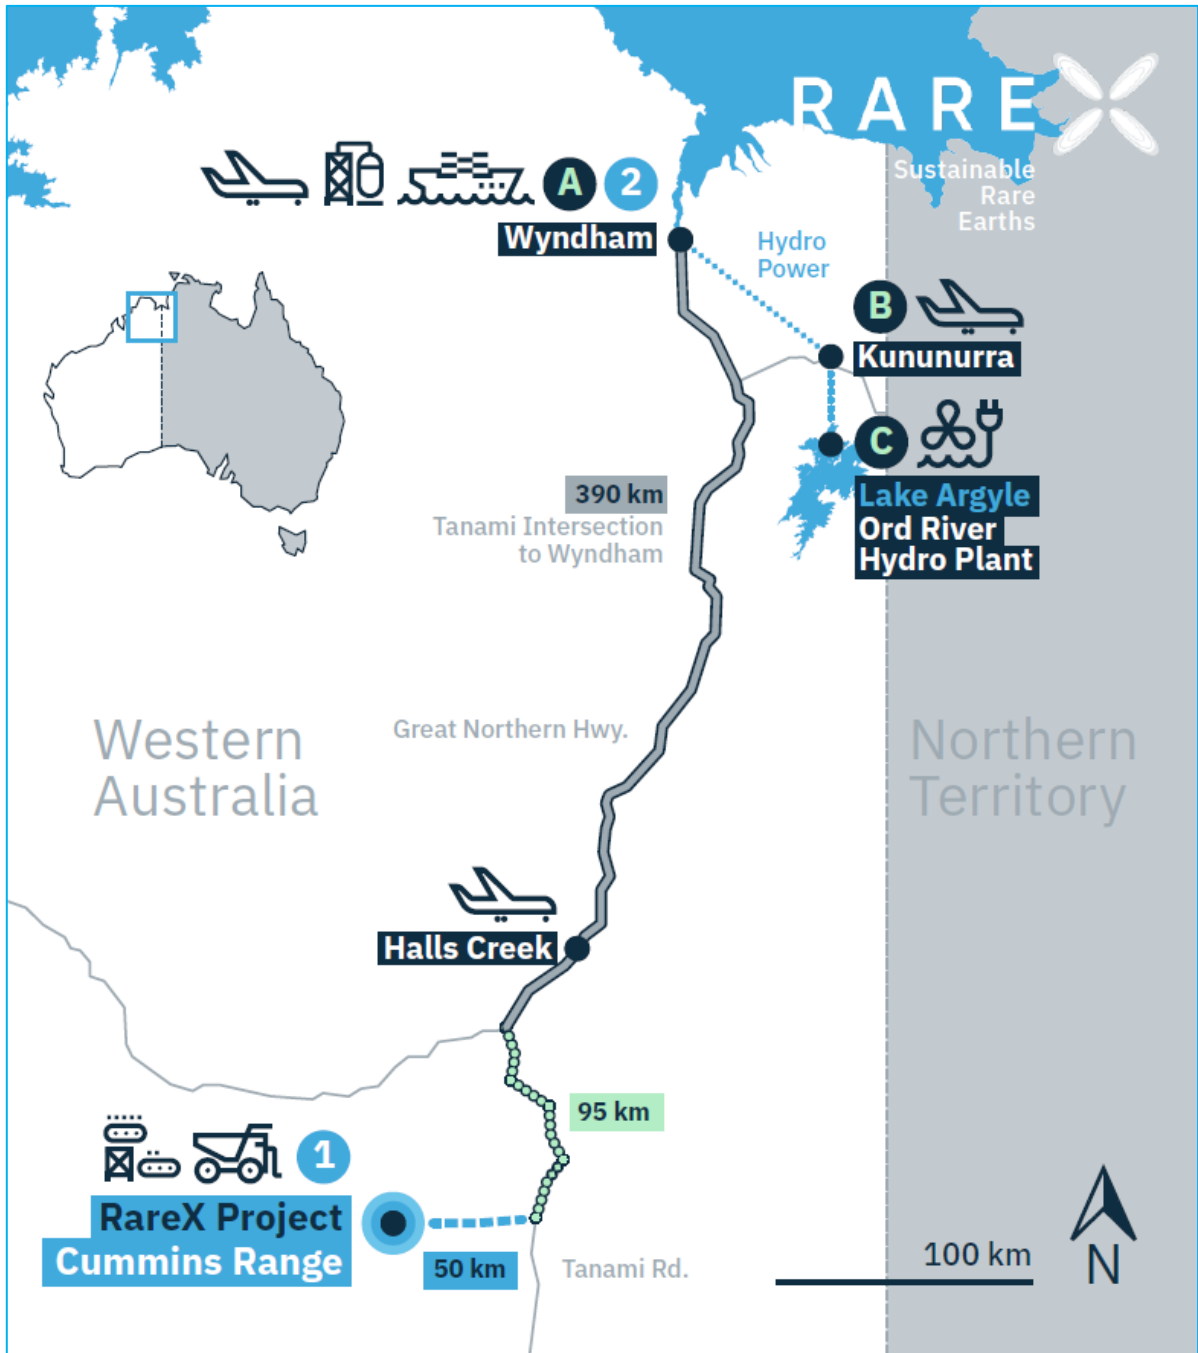 RARE
Sustainable
Rare
Earths
A
2
Wyndham
Hydro
Power
B
Kununurra
C
Lake Argyle
Ord River
Hydro Plant
390 km
Tanami Intersection
to Wyndham
Great Northern Hwy.
Western
Australia
Northern
Territory
Halls Creek
95 km
1
RareX Project
Cummins Range
50 km
Tanami Rd.
100 km
N